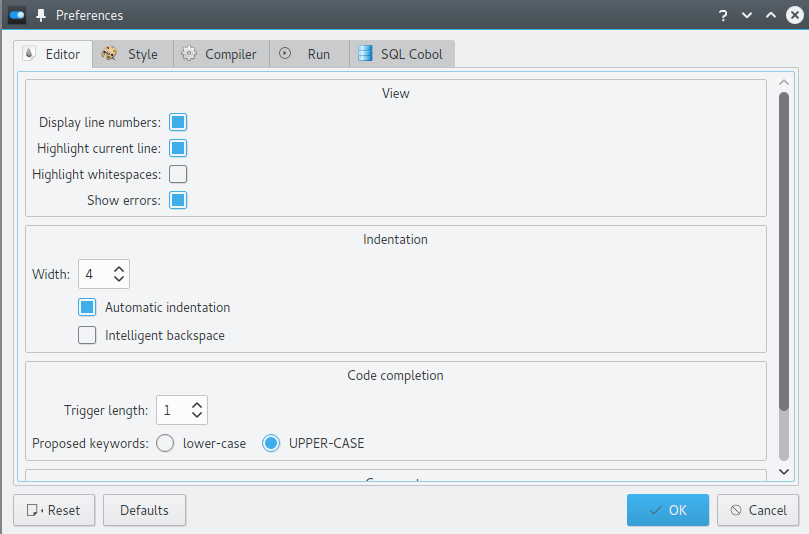 Preferences
?
Editor Style Compiler Run SQL Cobol
View
Display line numbers:
Highlight current line:
Highlight whitespaces:
Show errors:
Indentation
Width: 4
Automatic indentation
Intelligent backspace
Code completion
Trigger length: 1
Proposed keywords: lower-case UPPER-CASE
Reset Defaults OK Cancel